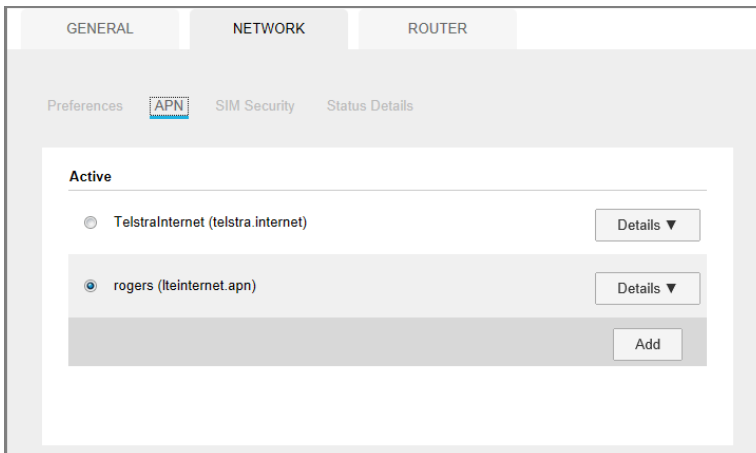 GENERAL NETWORK ROUTER
Preferences APN SIM Security Status Details
Active
TelstraInternet (telstra.internet) Details ▼
rogers (lteinternet.apn) Details ▼
Add